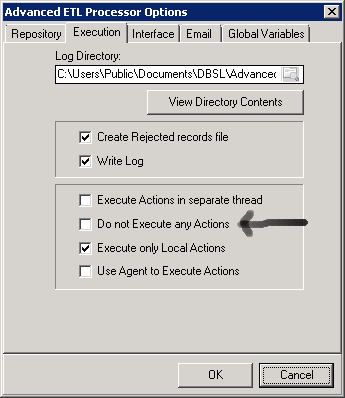 Advanced ETL Processor Options
Repository Execution Interface Email Global Variables
Log Directory:
C:\Users\Public\Documents\DBSL\Advanced
View Directory Contents
Create Rejected records file
Write Log
Execute Actions in separate thread
Do not Execute any Actions
Execute only Local Actions
Use Agent to Execute Actions
OK Cancel